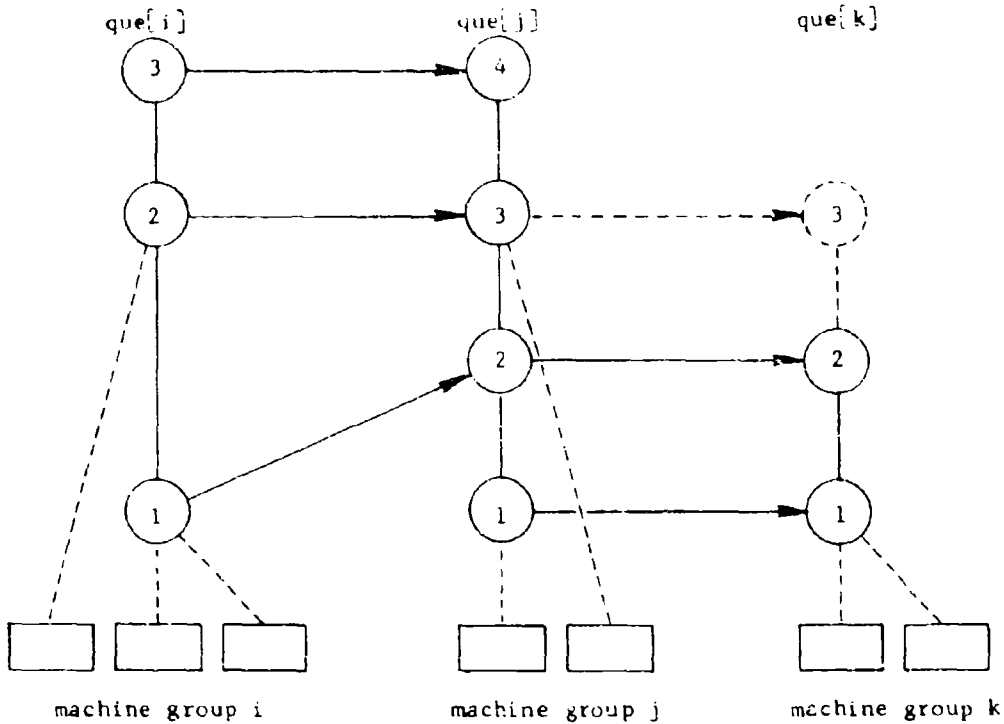 que[i] que[j] que[k]
3 4
2 3 3
2 2
1 1 1
machine group i machine group j machine group k